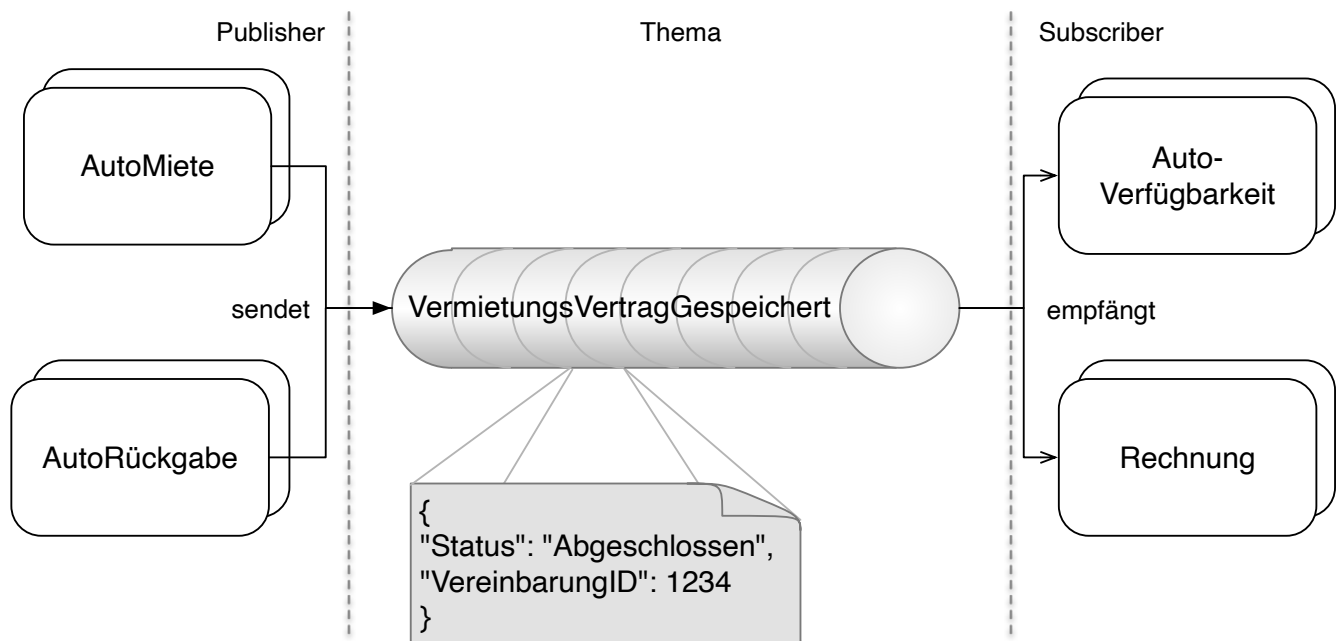 Publisher
Thema
Subscriber
AutoMiete
Auto-
Verfügbarkeit
sendet
VermietungsVertragGespeichert
empfängt
AutoRückgabe
Rechnung
{
"Status": "Abgeschlossen",
"VereinbarungID": 1234
}